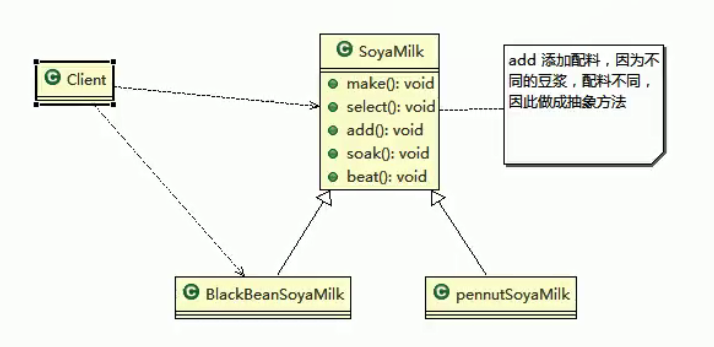 Client
SoyaMilk
make(): void
select(): void
add(): void
soak(): void
beat(): void
add 添加配料，因为不
同的豆浆，配料不同，
因此做成抽象方法
BlackBeanSoyaMilk
pennutSoyaMilk